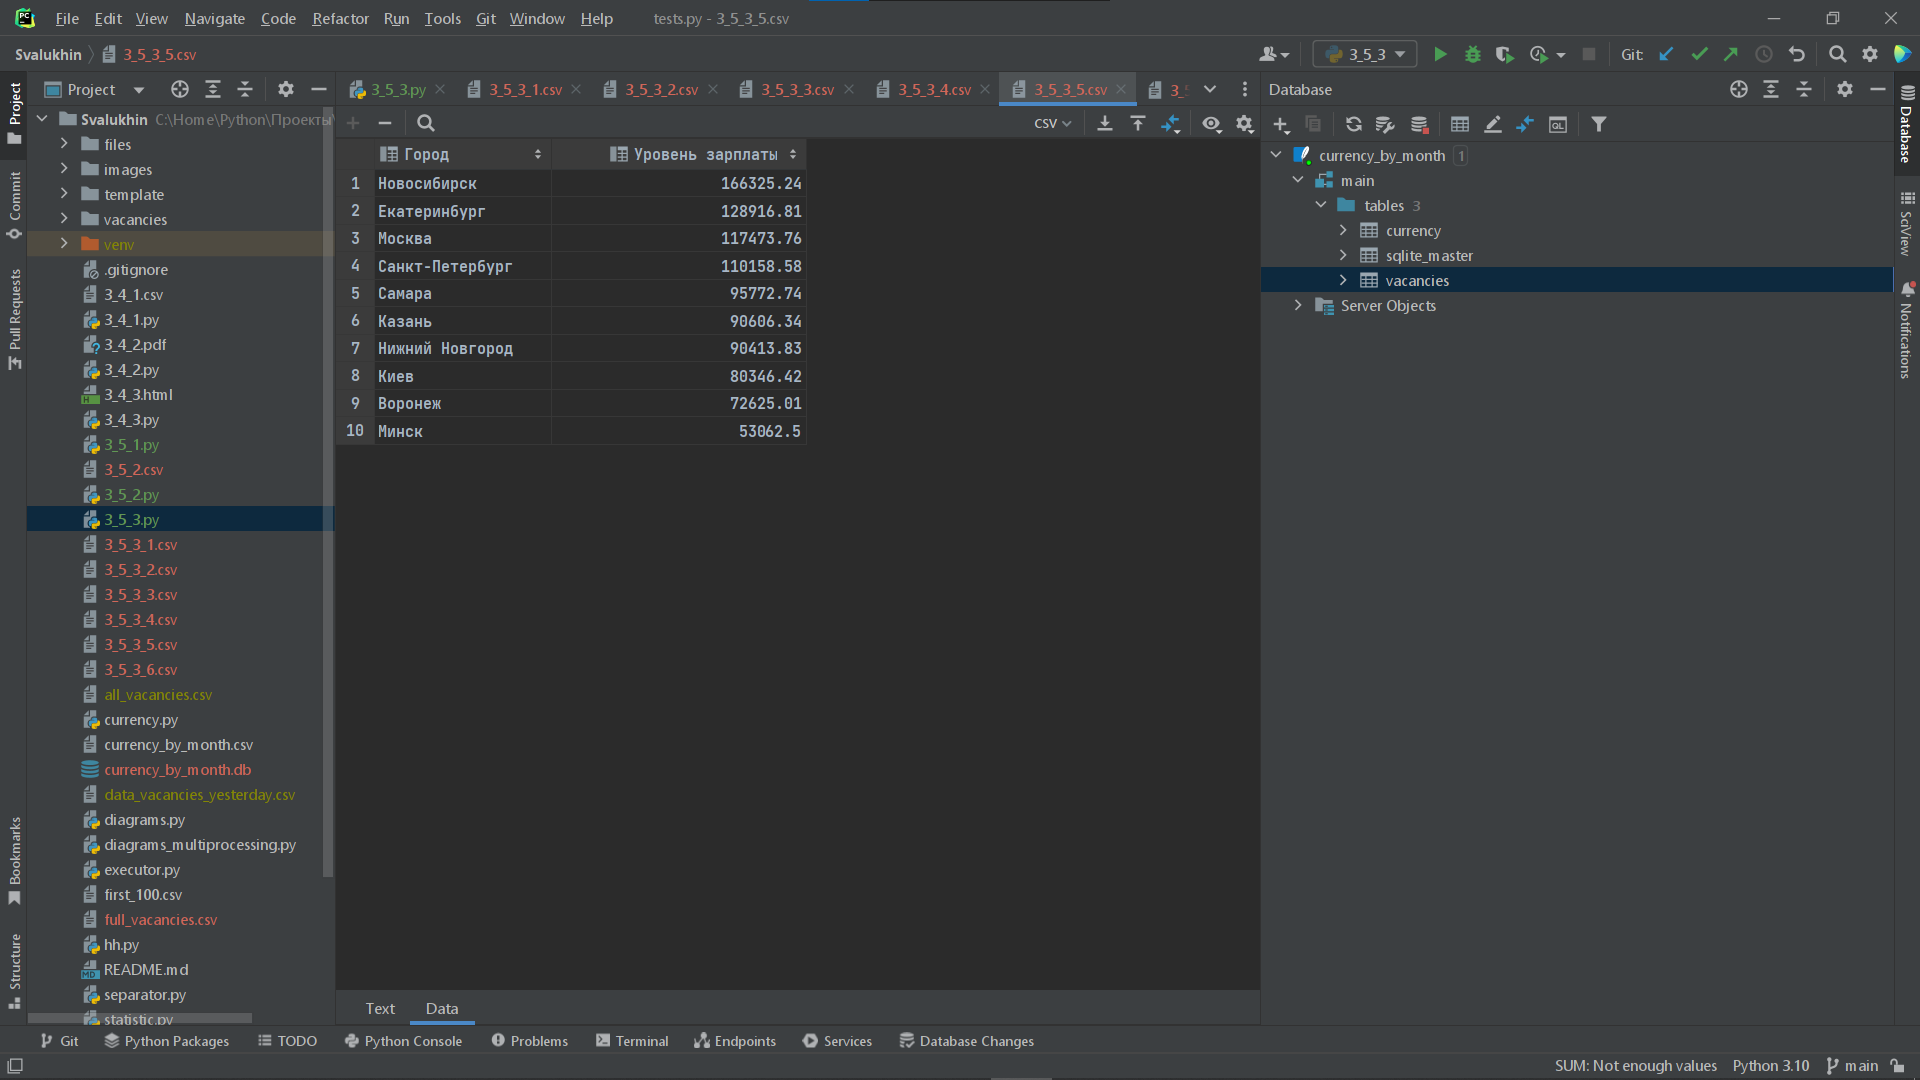 File Edit View Navigate Code Refactor Run Tools Git Window Help tests.py - 3_5_3_5.csv
Svalukhin 3_5_3_5.csv 3_5_3 Git:
Project
3_5_3.py 3_5_3_1.csv 3_5_3_2.csv 3_5_3_3.csv 3_5_3_4.csv 3_5_3_5.csv 3_
Database
Svalukhin C:\Home\Python\Проекты
files
images
template
vacancies
venv
.gitignore
3_4_1.csv
3_4_1.py
3_4_2.pdf
3_4_2.py
3_4_3.html
3_4_3.py
3_5_1.py
3_5_2.csv
3_5_2.py
3_5_3.py
3_5_3_1.csv
3_5_3_2.csv
3_5_3_3.csv
3_5_3_4.csv
3_5_3_5.csv
3_5_3_6.csv
all_vacancies.csv
currency.py
currency_by_month.csv
currency_by_month.db
data_vacancies_yesterday.csv
diagrams.py
diagrams_multiprocessing.py
executor.py
first_100.csv
full_vacancies.csv
hh.py
README.md
separator.py
statistic.py
CSV
Город Уровень зарплаты
1 Новосибирск 166325.24
2 Екатеринбург 128916.81
3 Москва 117473.76
4 Санкт-Петербург 110158.58
5 Самара 95772.74
6 Казань 90606.34
7 Нижний Новгород 90413.83
8 Киев 80346.42
9 Воронеж 72625.01
10 Минск 53062.5
Text Data
currency_by_month 1
main
tables 3
currency
sqlite_master
vacancies
Server Objects
Project
Commit
Pull Requests
Bookmarks
Structure
Database
SciView
Notifications
Git Python Packages TODO Python Console Problems Terminal Endpoints Services Database Changes
SUM: Not enough values Python 3.10 main